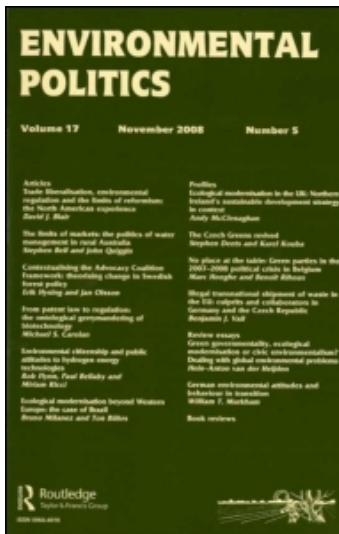 ENVIRONMENTAL
POLITICS
Volume 17 November 2008 Number 5
Articles
Trade liberalisation, environmental
regulation and the limits of reformism:
the North American experience
David J. Blair
The limits of markets: the politics of water
management in rural Australia
Stephen Bell and John Quiggin
Contextualising the Advocacy Coalition
Framework: theorising change in Swedish
forest policy
Erik Hysing and Jan Olsson
From patent law to regulation:
the ontological gerrymandering of
biotechnology
Michael S. Carolan
Environmental citizenship and public
attitudes to hydrogen energy
technologies
Rob Flynn, Paul Bellaby and
Miriam Ricci
Ecological modernisation beyond Western
Europe: the case of Brazil
Bruno Milanez and Ton Bührs
Profiles
Ecological modernisation in the UK: Northern
Ireland's sustainable development strategy
in context
Andy McClenaghan
The Czech Greens revived
Stephen Deets and Karel Kouba
No place at the table: Green parties in the
2007–2008 political crisis in Belgium
Marc Hooghe and Benoît Rihoux
Illegal transnational shipment of waste in
the EU: culprits and collaborators in
Germany and the Czech Republic
Benjamin J. Vail
Review essays
Green governmentality, ecological
modernisation or civic environmentalism?
Dealing with global environmental problems
Hein-Anton van der Heijden
German environmental attitudes and
behaviour in transition
William T. Markham
Book reviews
R Routledge
Taylor & Francis Group
ISSN 0964-4016